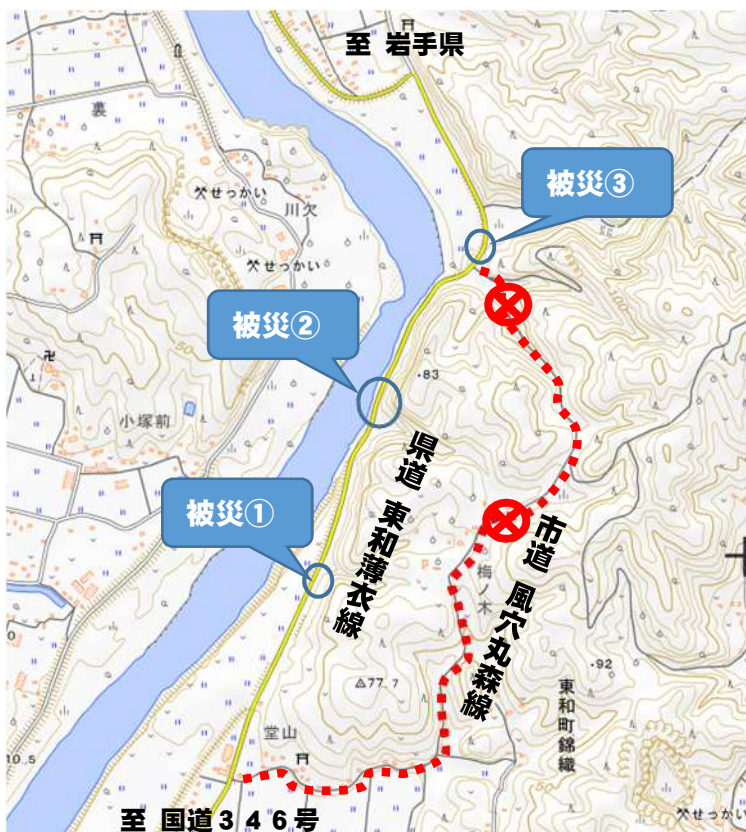 至 岩手県
裏
被災③
せっかい
川欠
せっかい
被災②
・83
小塚前
県道 東和薄衣線
被災①
市道 風穴丸森線
梅ノ木
・92
△77.7
東和町錦織
堂山
10.5
至 国道346号
せっかい